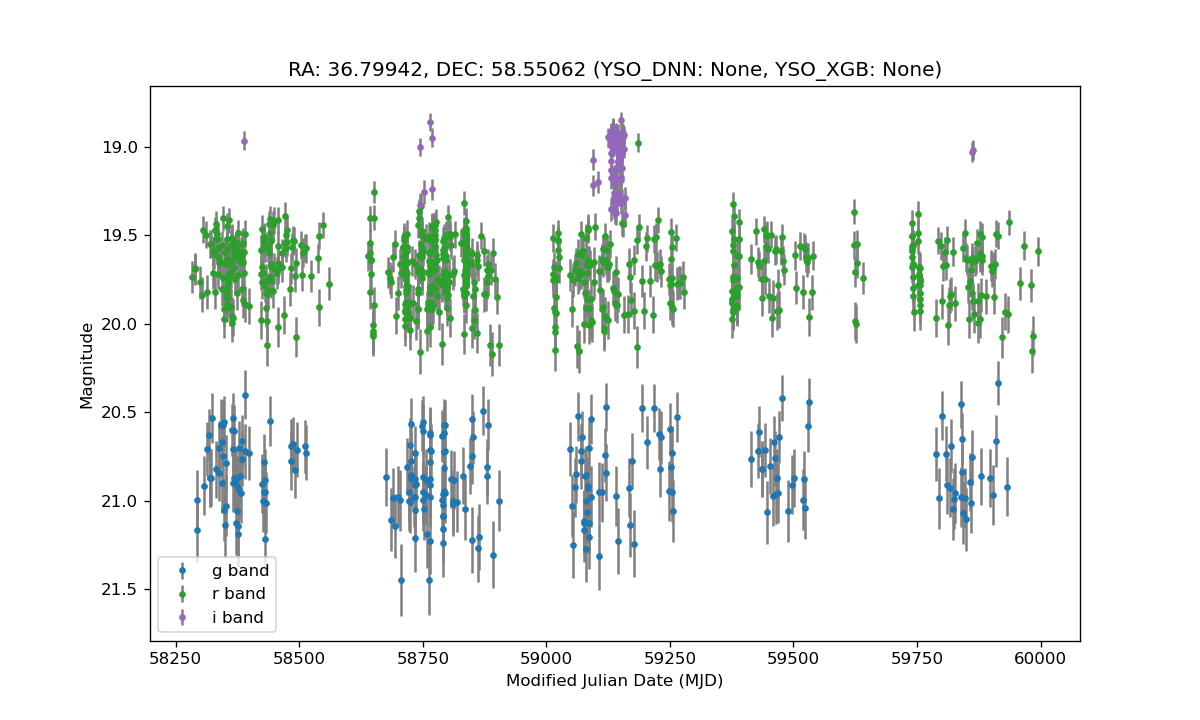 RA: 36.79942, DEC: 58.55062 (YSO_DNN: None, YSO_XGB: None)
Magnitude
19.0
19.5
20.0
20.5
21.0
21.5
g band
r band
i band
58250 58500 58750 59000 59250 59500 59750 60000
Modified Julian Date (MJD)